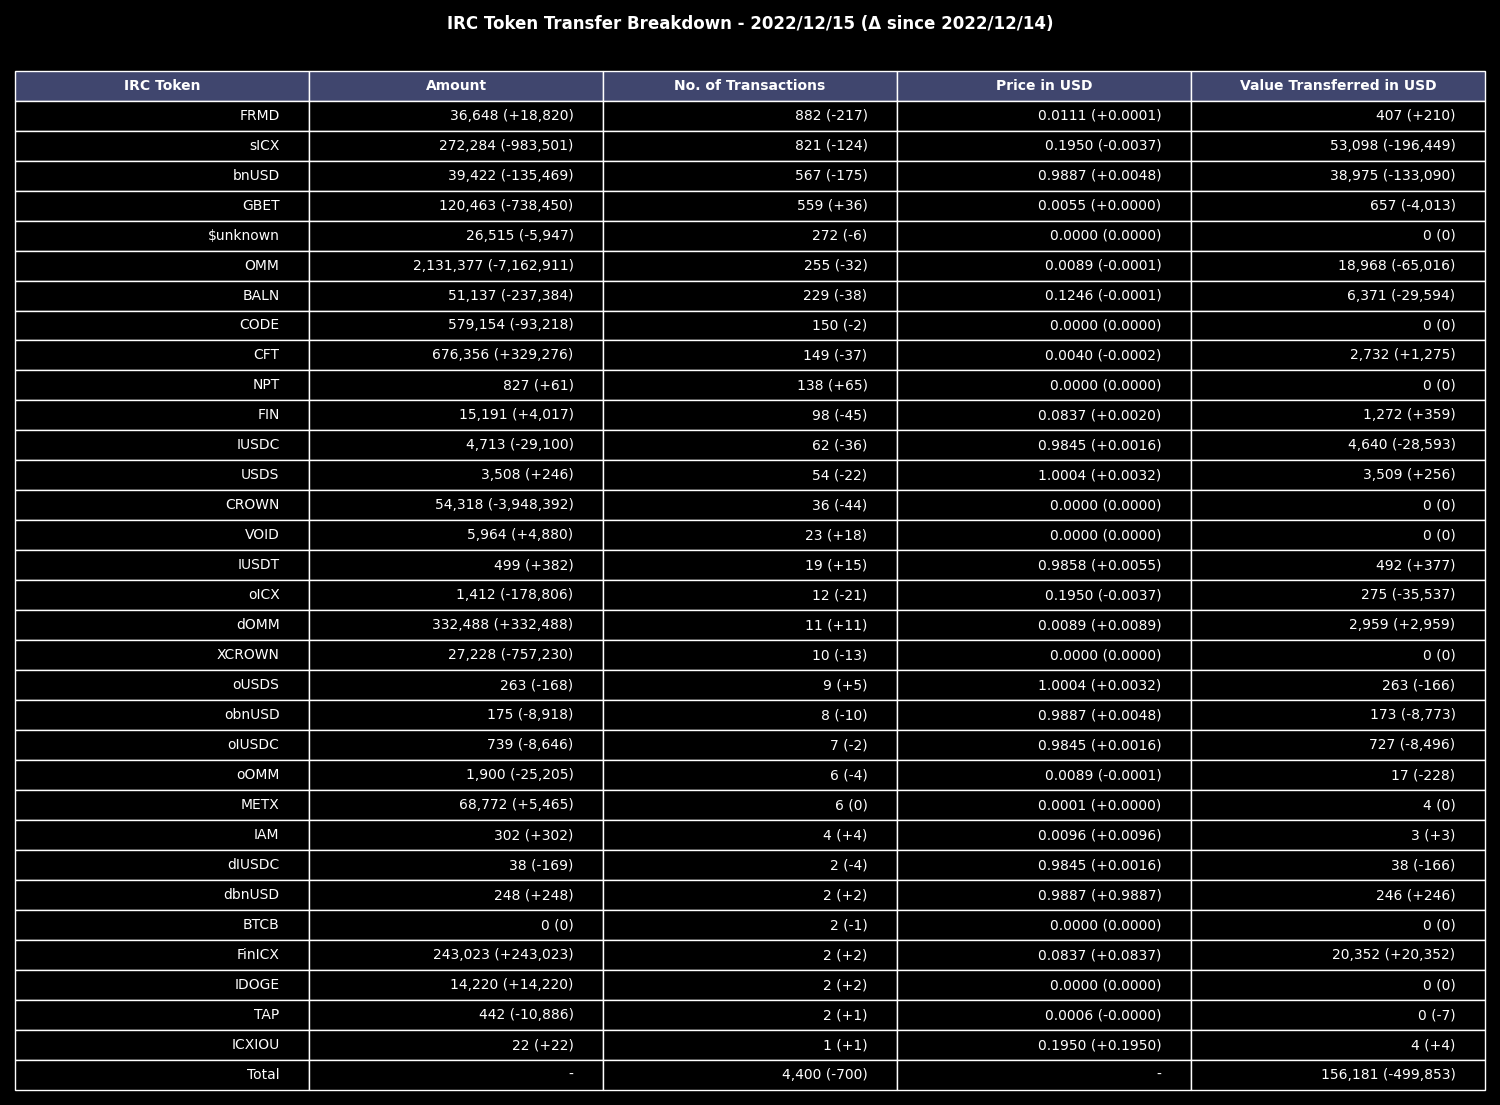 IRC Token Transfer Breakdown - 2022/12/15 (Δ since 2022/12/14)
IRC Token Amount No. of Transactions Price in USD Value Transferred in USD
FRMD 36,648 (+18,820) 882 (-217) 0.0111 (+0.0001) 407 (+210)
sICX 272,284 (-983,501) 821 (-124) 0.1950 (-0.0037) 53,098 (-196,449)
bnUSD 39,422 (-135,469) 567 (-175) 0.9887 (+0.0048) 38,975 (-133,090)
GBET 120,463 (-738,450) 559 (+36) 0.0055 (+0.0000) 657 (-4,013)
$unknown 26,515 (-5,947) 272 (-6) 0.0000 (0.0000) 0 (0)
OMM 2,131,377 (-7,162,911) 255 (-32) 0.0089 (-0.0001) 18,968 (-65,016)
BALN 51,137 (-237,384) 229 (-38) 0.1246 (-0.0001) 6,371 (-29,594)
CODE 579,154 (-93,218) 150 (-2) 0.0000 (0.0000) 0 (0)
CFT 676,356 (+329,276) 149 (-37) 0.0040 (-0.0002) 2,732 (+1,275)
NPT 827 (+61) 138 (+65) 0.0000 (0.0000) 0 (0)
FIN 15,191 (+4,017) 98 (-45) 0.0837 (+0.0020) 1,272 (+359)
IUSDC 4,713 (-29,100) 62 (-36) 0.9845 (+0.0016) 4,640 (-28,593)
USDS 3,508 (+246) 54 (-22) 1.0004 (+0.0032) 3,509 (+256)
CROWN 54,318 (-3,948,392) 36 (-44) 0.0000 (0.0000) 0 (0)
VOID 5,964 (+4,880) 23 (+18) 0.0000 (0.0000) 0 (0)
IUSDT 499 (+382) 19 (+15) 0.9858 (+0.0055) 492 (+377)
oICX 1,412 (-178,806) 12 (-21) 0.1950 (-0.0037) 275 (-35,537)
dOMM 332,488 (+332,488) 11 (+11) 0.0089 (+0.0089) 2,959 (+2,959)
XCROWN 27,228 (-757,230) 10 (-13) 0.0000 (0.0000) 0 (0)
oUSDS 263 (-168) 9 (+5) 1.0004 (+0.0032) 263 (-166)
obnUSD 175 (-8,918) 8 (-10) 0.9887 (+0.0048) 173 (-8,773)
oIUSDC 739 (-8,646) 7 (-2) 0.9845 (+0.0016) 727 (-8,496)
oOMM 1,900 (-25,205) 6 (-4) 0.0089 (-0.0001) 17 (-228)
METX 68,772 (+5,465) 6 (0) 0.0001 (+0.0000) 4 (0)
IAM 302 (+302) 4 (+4) 0.0096 (+0.0096) 3 (+3)
dIUSDC 38 (-169) 2 (-4) 0.9845 (+0.0016) 38 (-166)
dbnUSD 248 (+248) 2 (+2) 0.9887 (+0.9887) 246 (+246)
BTCB 0 (0) 2 (-1) 0.0000 (0.0000) 0 (0)
FinICX 243,023 (+243,023) 2 (+2) 0.0837 (+0.0837) 20,352 (+20,352)
IDOGE 14,220 (+14,220) 2 (+2) 0.0000 (0.0000) 0 (0)
TAP 442 (-10,886) 2 (+1) 0.0006 (-0.0000) 0 (-7)
ICXIOU 22 (+22) 1 (+1) 0.1950 (+0.1950) 4 (+4)
Total - 4,400 (-700) - 156,181 (-499,853)